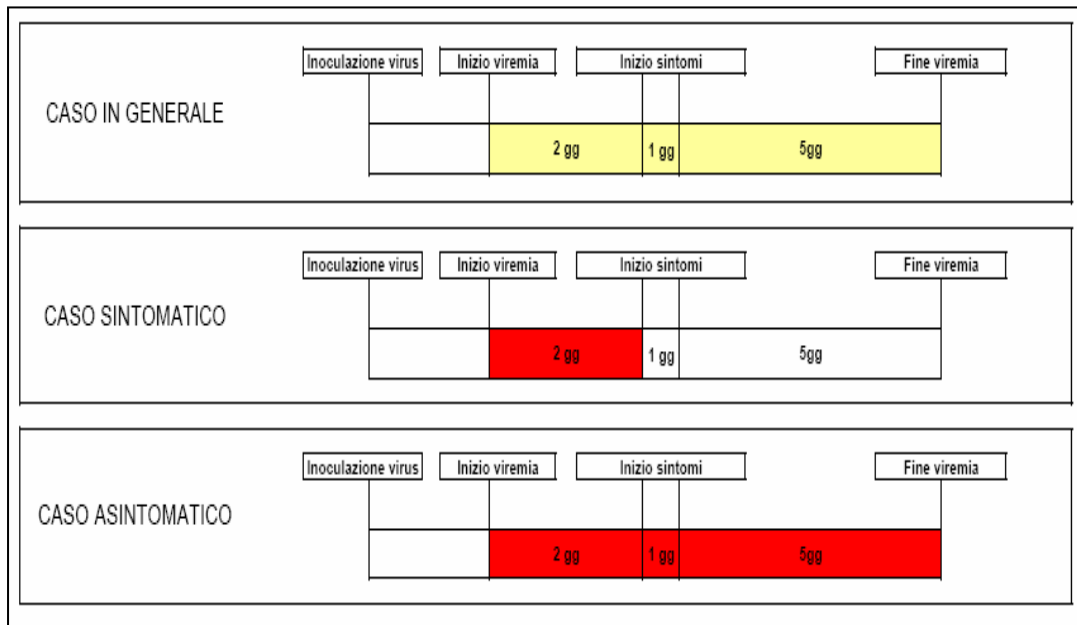 Inoculazione virus Inizio viremia Inizio sintomi Fine viremia
CASO IN GENERALE
2 gg 1 gg 5gg
Inoculazione virus Inizio viremia Inizio sintomi Fine viremia
CASO SINTOMATICO
2 gg 1 gg 5gg
Inoculazione virus Inizio viremia Inizio sintomi Fine viremia
CASO ASINTOMATICO
2 gg 1 gg 5gg